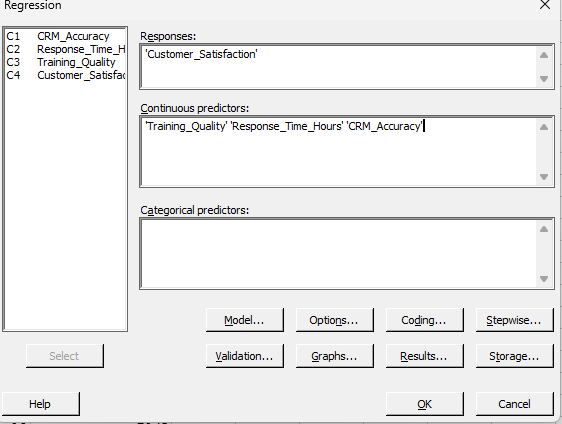 Regression
C1 CRM_Accuracy
C2 Response_Time_H
C3 Training_Quality
C4 Customer_Satisfac
Responses:
'Customer_Satisfaction'
Continuous predictors:
'Training_Quality' 'Response_Time_Hours' 'CRM_Accuracy'
Categorical predictors:
Model... Options... Coding... Stepwise...
Select Validation... Graphs... Results... Storage...
Help OK Cancel